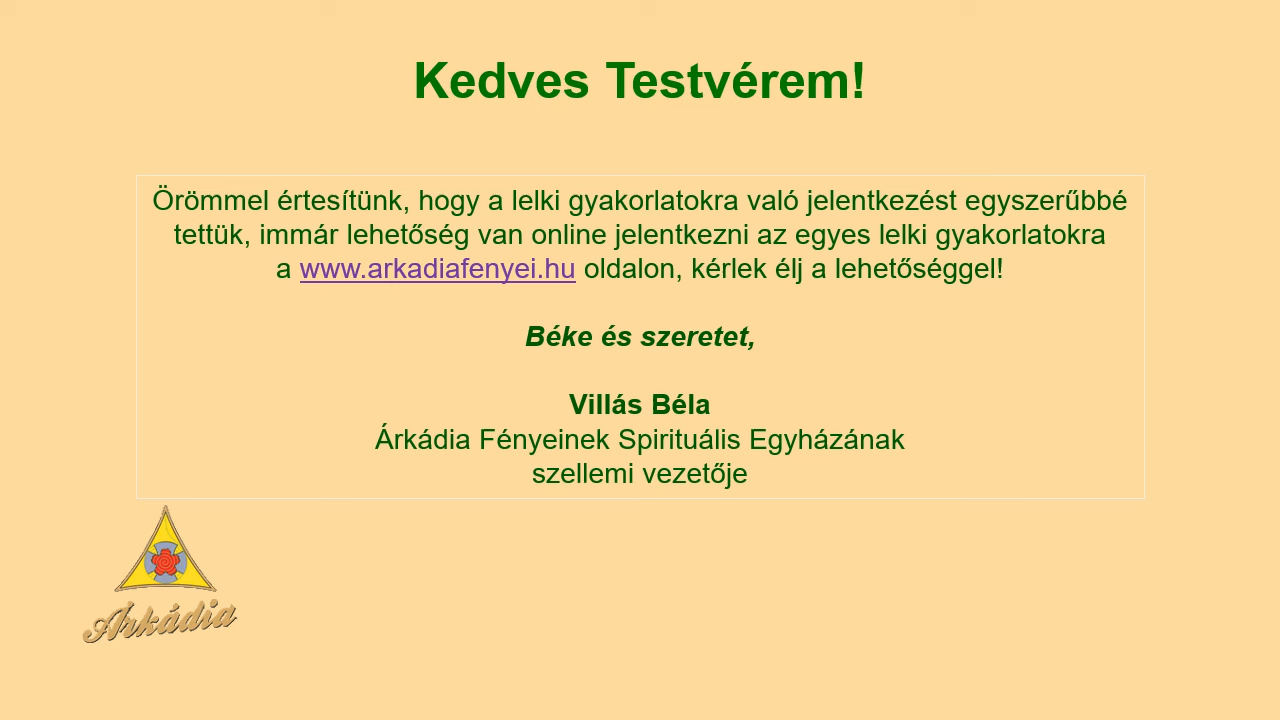 Kedves Testvérem!
Örömmel értesítünk, hogy a lelki gyakorlatokra való jelentkezést egyszerűbbé
tettük, immár lehetőség van online jelentkezni az egyes lelki gyakorlatokra
a www.arkadiafenyei.hu oldalon, kérlek élj a lehetőséggel!
Béke és szeretet,
Villás Béla
Árkádia Fényeinek Spirituális Egyházának
szellemi vezetője
Árkádia